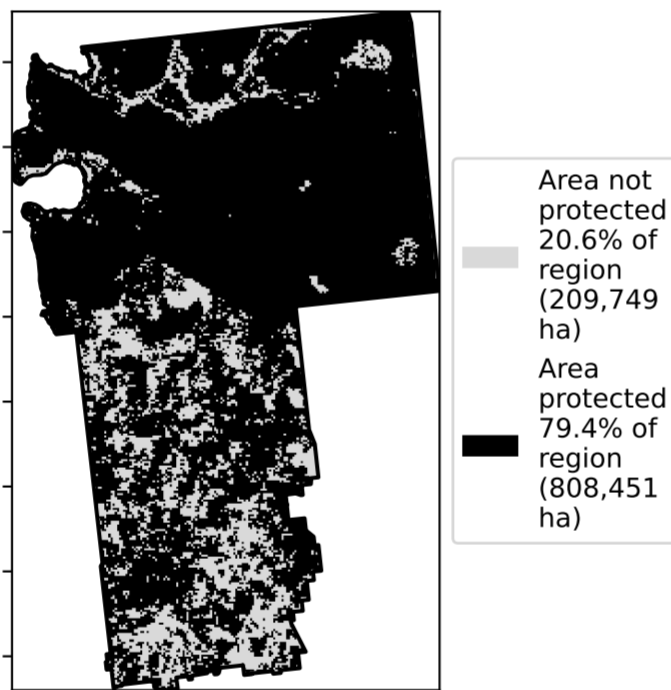 Area not
protected
20.6% of
region
(209,749
ha)
Area
protected
79.4% of
region
(808,451
ha)